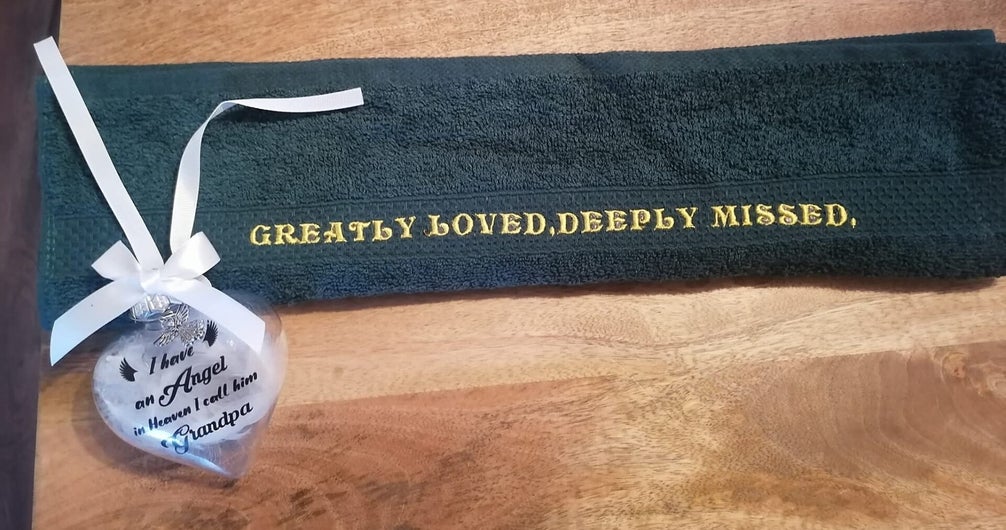 GREATLY LOVED,DEEPLY MISSED.
I have
an Angel
in Heaven I call him
Grandpa